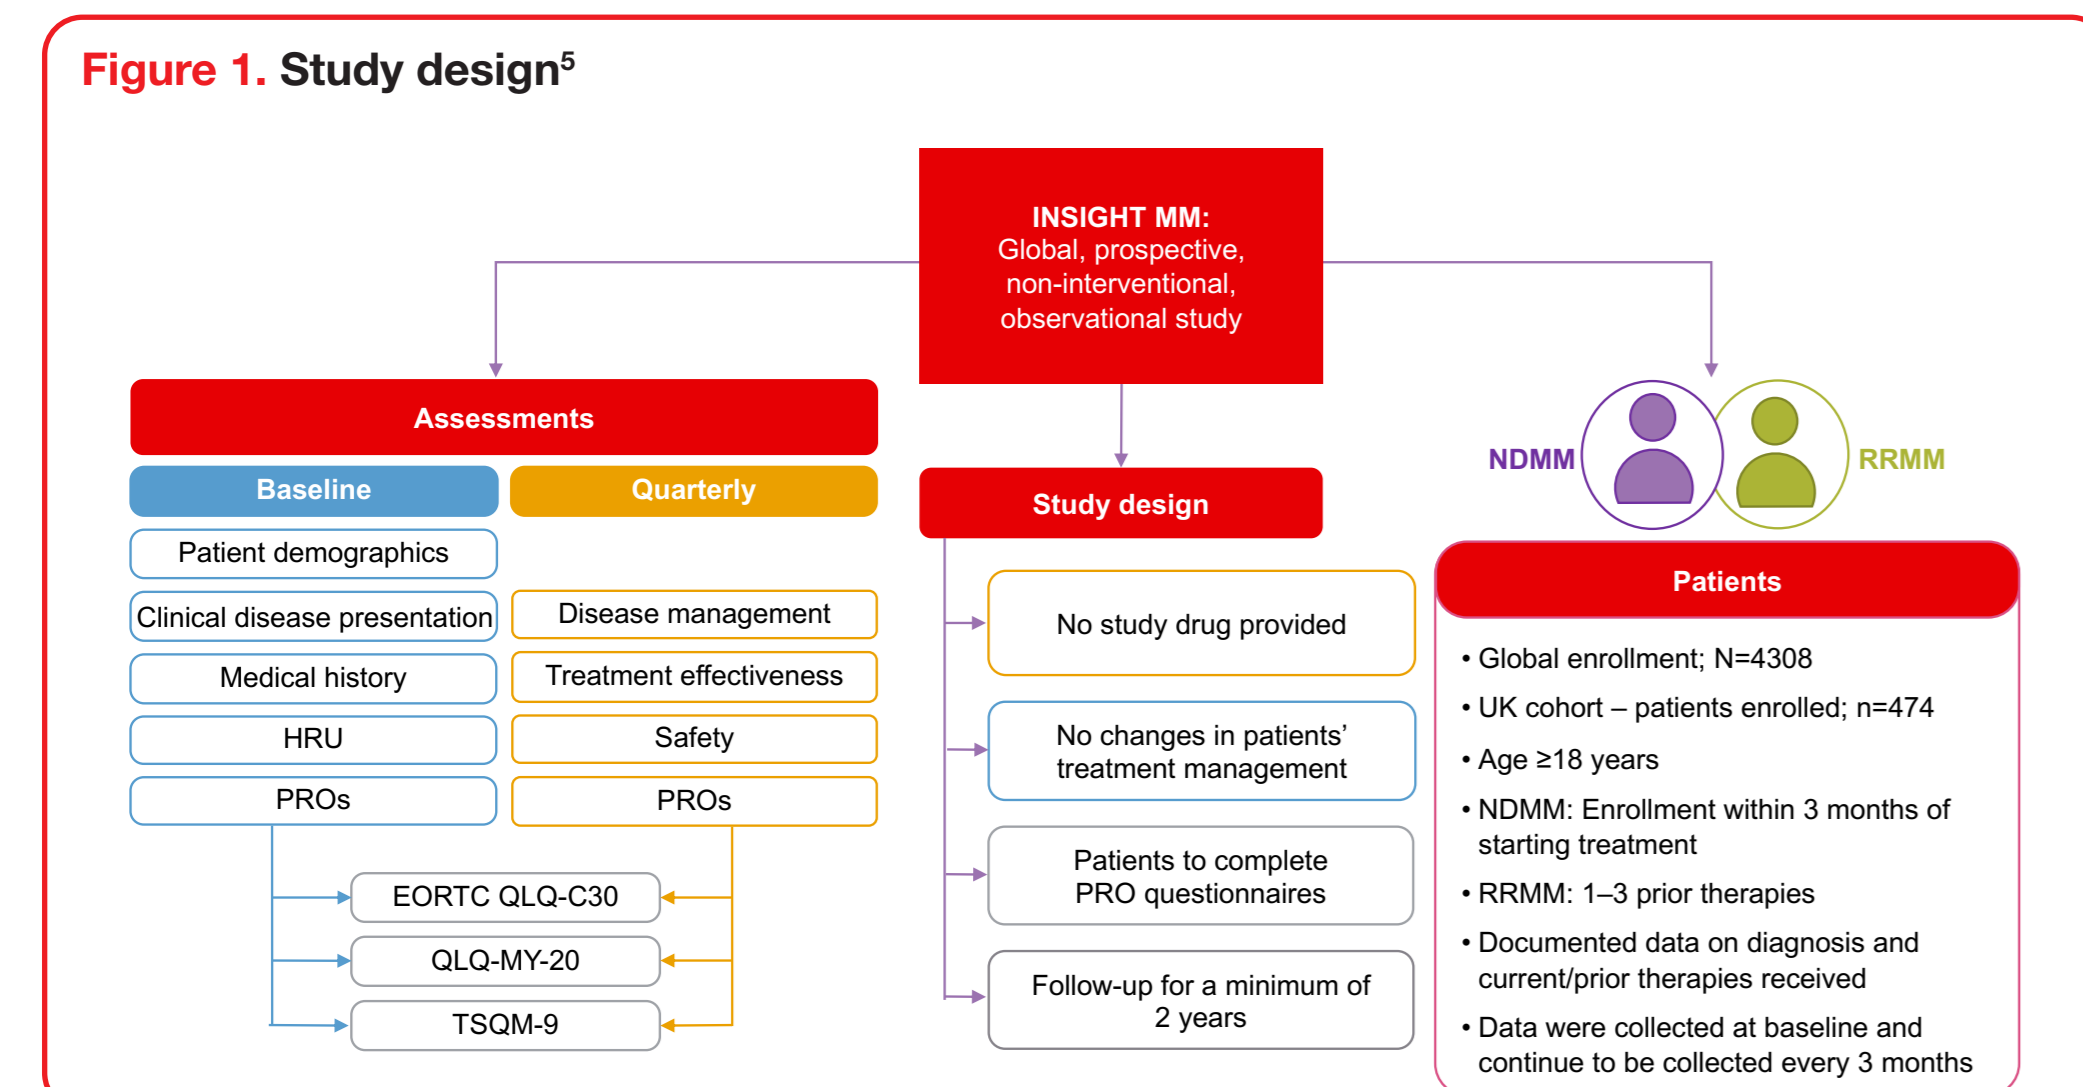 Figure 1. Study design5
INSIGHT MM:
Global, prospective,
non-interventional,
observational study
Assessments
Baseline
Quarterly
Patient demographics
Clinical disease presentation
Medical history
HRU
PROs
Disease management
Treatment effectiveness
Safety
PROs
EORTC QLQ-C30
QLQ-MY-20
TSQM-9
Study design
No study drug provided
No changes in patients’
treatment management
Patients to complete
PRO questionnaires
Follow-up for a minimum of
2 years
NDMM
RRMM
Patients
• Global enrollment; N=4308
• UK cohort – patients enrolled; n=474
• Age ≥18 years
• NDMM: Enrollment within 3 months of
starting treatment
• RRMM: 1–3 prior therapies
• Documented data on diagnosis and
current/prior therapies received
• Data were collected at baseline and
continue to be collected every 3 months